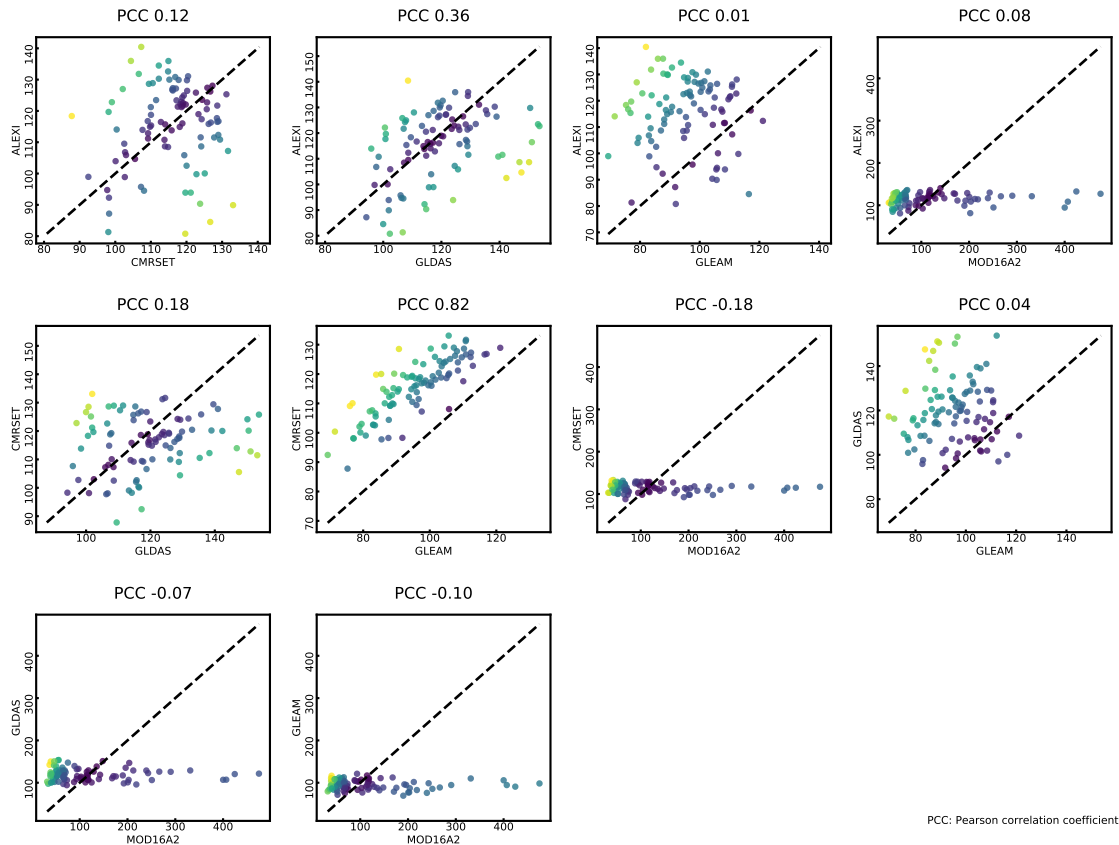 PCC 0.12 PCC 0.36 PCC 0.01 PCC 0.08
ALEXI 80 90 100 110 120 130 140
80 90 100 110 120 130 140
CMRSET
ALEXI 80 90 100 110 120 130 140 150
100 120 140
GLDAS
ALEXI 70 80 90 100 110 120 130 140
80 100 120 140
GLEAM
ALEXI 100 200 300 400
100 200 300 400
MOD16A2
PCC 0.18 PCC 0.82 PCC -0.18 PCC 0.04
CMRSET 90 100 110 120 130 140 150
100 120 140
GLDAS
CMRSET 70 80 90 100 110 120 130
80 100 120
GLEAM
CMRSET 100 200 300 400
100 200 300 400
MOD16A2
GLDAS 80 100 120 140
80 100 120 140
GLEAM
PCC -0.07 PCC -0.10
GLDAS 100 200 300 400
100 200 300 400
MOD16A2
GLEAM 100 200 300 400
100 200 300 400
MOD16A2
PCC: Pearson correlation coefficient